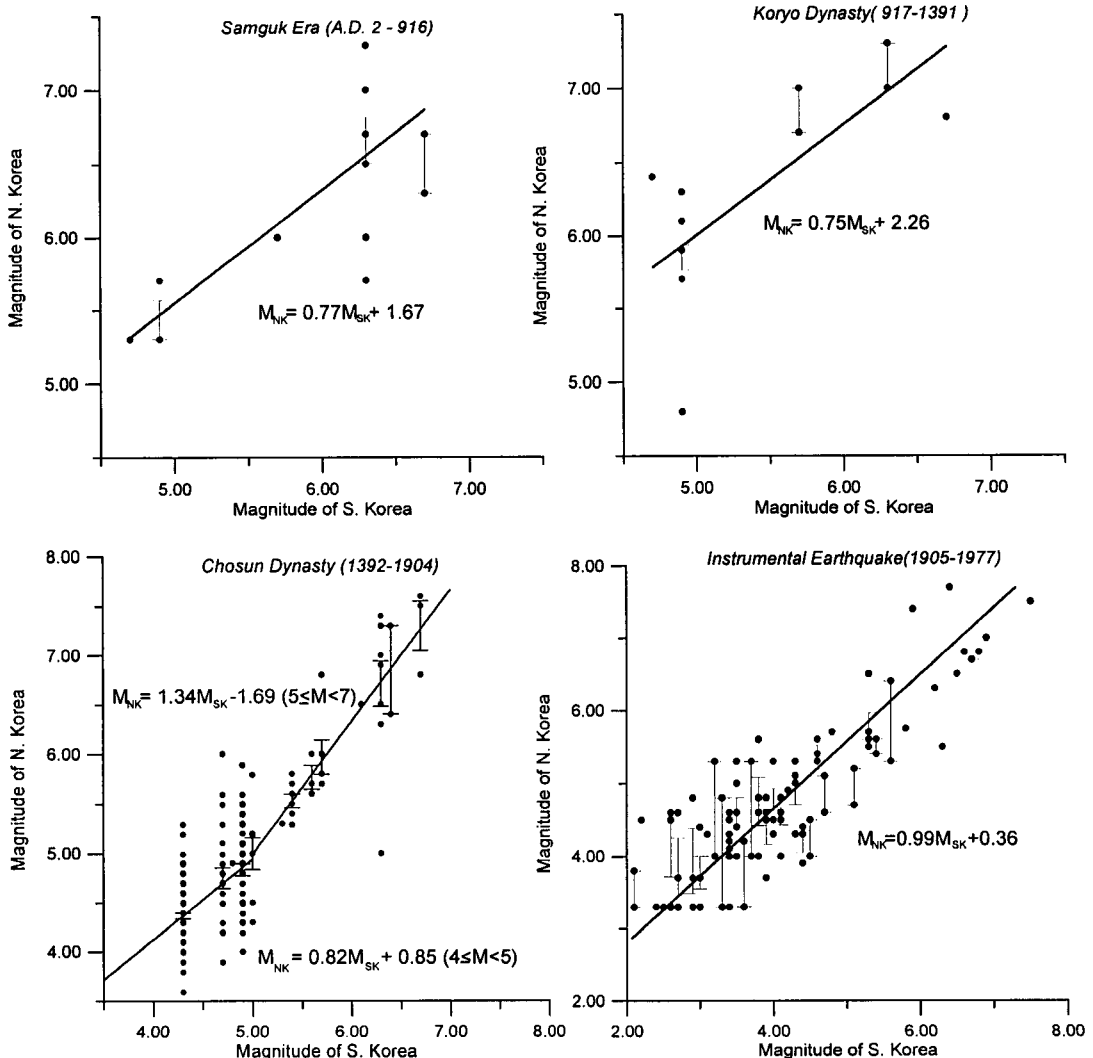 Samguk Era (A.D. 2 - 916)
7.00
6.00
5.00
Magnitude of N. Korea
M_NK= 0.77M_SK+ 1.67
5.00 6.00 7.00
Magnitude of S. Korea
Koryo Dynasty( 917-1391 )
7.00
6.00
5.00
Magnitude of N. Korea
M_NK= 0.75M_SK+ 2.26
5.00 6.00 7.00
Magnitude of S. Korea
Chosun Dynasty (1392-1904)
8.00
7.00
6.00
5.00
4.00
Magnitude of N. Korea
M_NK= 1.34M_SK-1.69 (5≤M<7)
M_NK= 0.82M_SK + 0.85 (4≤M<5)
4.00 5.00 6.00 7.00 8.00
Magnitude of S. Korea
Instrumental Earthquake(1905-1977)
8.00
6.00
4.00
2.00
Magnitude of N. Korea
M_NK=0.99M_SK+0.36
2.00 4.00 6.00 8.00
Magnitude of S. Korea